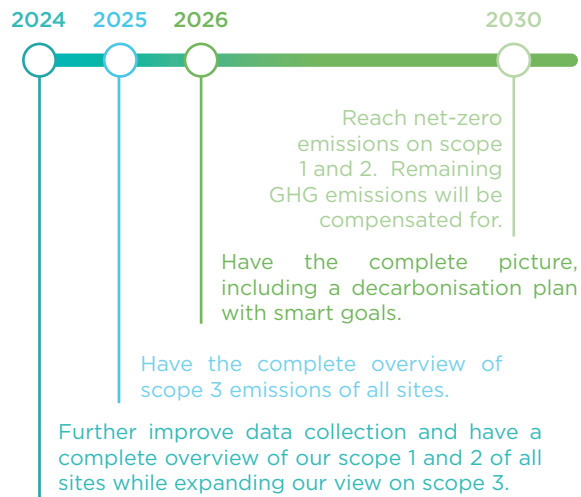 2024 2025 2026 2030
Reach net-zero
emissions on scope
1 and 2. Remaining
GHG emissions will be
compensated for.
Have the complete picture,
including a decarbonisation plan
with smart goals.
Have the complete overview of
scope 3 emissions of all sites.
Further improve data collection and have a
complete overview of our scope 1 and 2 of all
sites while expanding our view on scope 3.